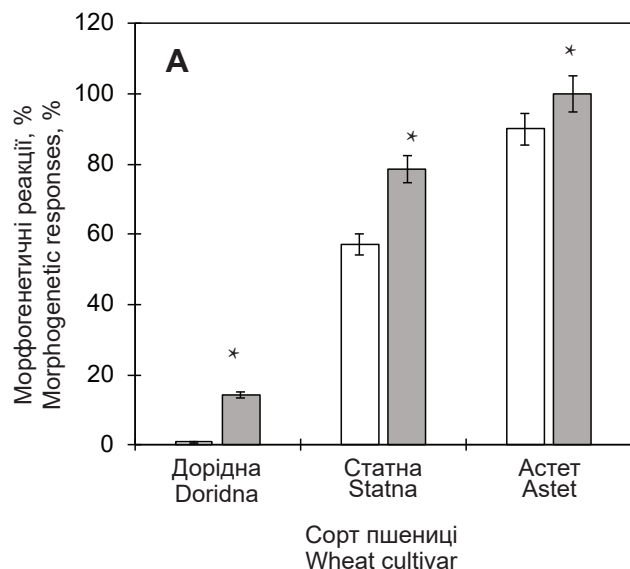 Морфогенетичні реакції, %
Morphogenetic responses, %
120
100
80
60
40
20
0
A
*
*
*
Дорідна
Doridna
Статна
Statna
Астет
Astet
Сорт пшениці
Wheat cultivar